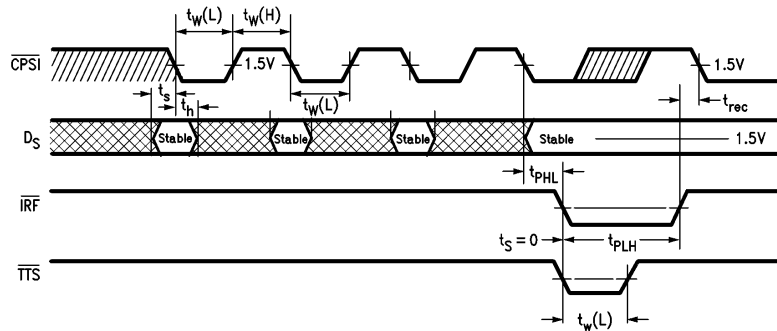 tW(L) tW(H)
CPSI 1.5V 1.5V
ts th tW(L) trec
DS Stable Stable Stable Stable 1.5V
tPHL
IRF
tS = 0 tPLH
TTS
tw(L)